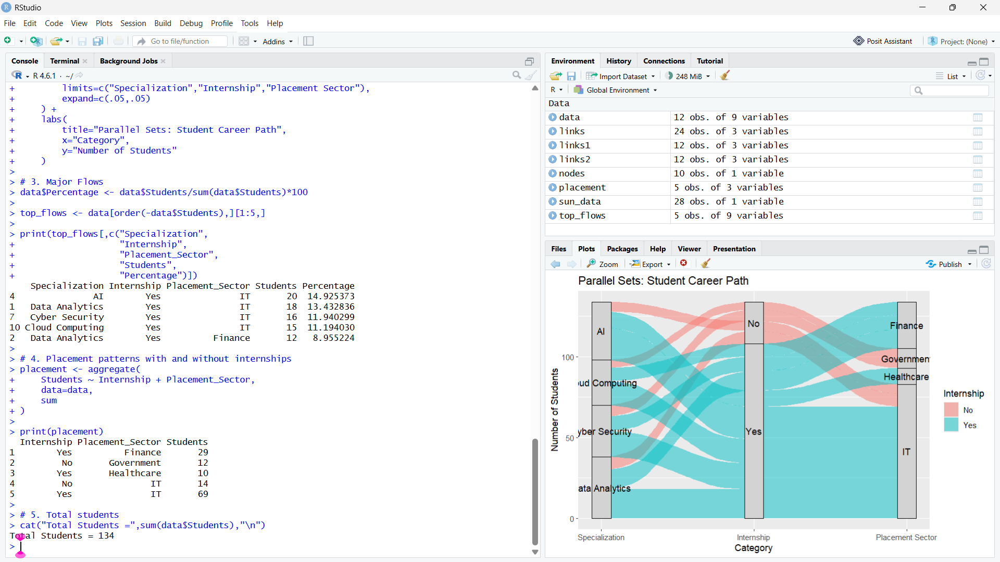 RStudio
File Edit Code View Plots Session Build Debug Profile Tools Help
Go to file/function Addins Posit Assistant Project: (None)
Console Terminal Background Jobs
R 4.6.1 · ~/
+         limits=c("Specialization","Internship","Placement Sector"),
+         expand=c(.05,.05)
+     ) +
+     labs(
+         title="Parallel Sets: Student Career Path",
+         x="Category",
+         y="Number of Students"
+     )
>
> # 3. Major Flows
> data$Percentage <- data$Students/sum(data$Students)*100
>
> top_flows <- data[order(-data$Students),][1:5,]
>
> print(top_flows[,c("Specialization",
+                    "Internship",
+                    "Placement_Sector",
+                    "Students",
+                    "Percentage")])
    Specialization Internship Placement_Sector Students Percentage
4               AI        Yes               IT       20  14.925373
1   Data Analytics        Yes               IT       18  13.432836
7   Cyber Security        Yes               IT       16  11.940299
10 Cloud Computing        Yes               IT       15  11.194030
2   Data Analytics        Yes          Finance       12   8.955224
>
> # 4. Placement patterns with and without internships
> placement <- aggregate(
+     Students ~ Internship + Placement_Sector,
+     data=data,
+     sum
+ )
>
> print(placement)
  Internship Placement_Sector Students
1        Yes          Finance       29
2         No       Government       12
3        Yes       Healthcare       10
4         No               IT       14
5        Yes               IT       69
>
> # 5. Total students
> cat("Total Students =",sum(data$Students),"\n")
Total Students = 134
>
Environment History Connections Tutorial
Import Dataset 248 MiB List
R Global Environment
Data
data 12 obs. of 9 variables
links 24 obs. of 3 variables
links1 12 obs. of 3 variables
links2 12 obs. of 3 variables
nodes 10 obs. of 1 variable
placement 5 obs. of 3 variables
sun_data 28 obs. of 1 variable
top_flows 5 obs. of 9 variables
Files Plots Packages Help Viewer Presentation
Zoom Export Publish
Parallel Sets: Student Career Path
Number of Students
100
50
0
AI
oud Computing
yber Security
ata Analytics
No
Yes
Finance
Governmen
Healthcare
IT
Internship
No
Yes
Specialization Internship Placement Sector
Category